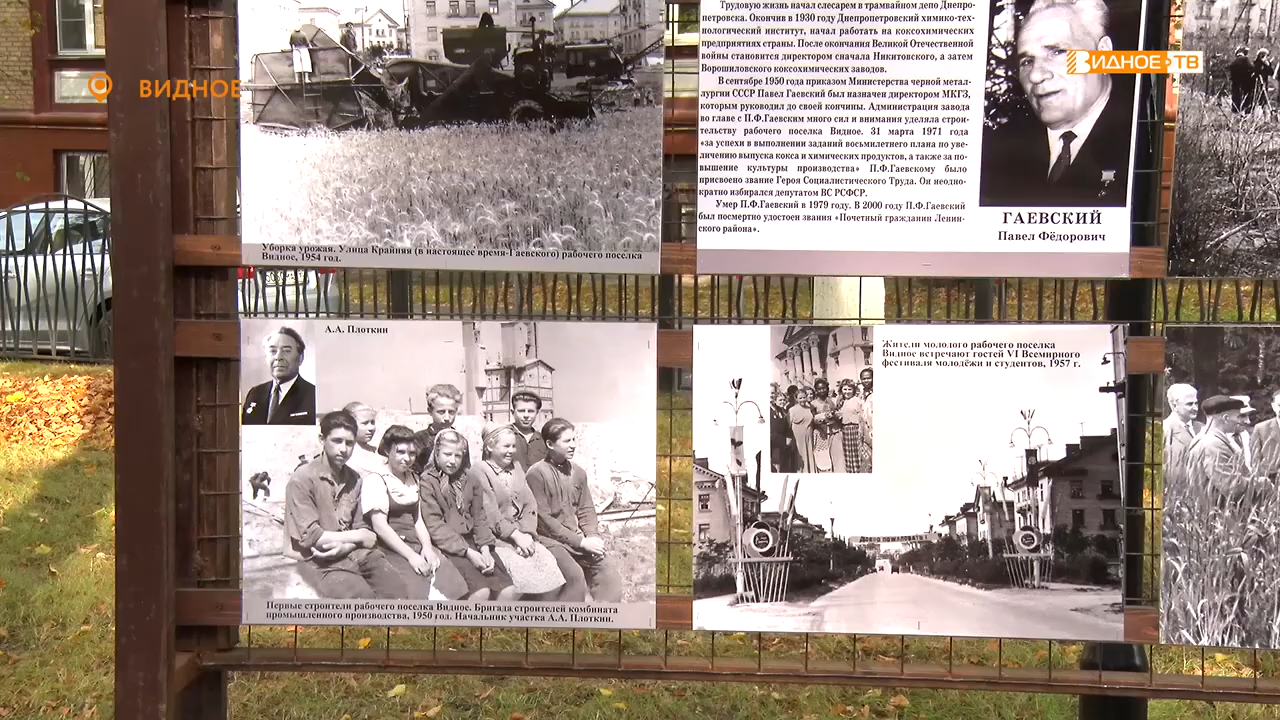 Трудовую жизнь начал слесарем в трамвайном депо Днепро-
петровска. Окончив в 1930 году Днепропетровский химико-тех-
нологический институт, начал работать на коксохимических
предприятиях страны. После окончания Великой Отечественной
войны становится директором сначала Никитовского, а затем
Ворошиловского коксохимических заводов.
В сентябре 1950 года приказом Министерства черной метал-
лургии СССР Павел Гаевский был назначен директором МКГЗ,
которым руководил до своей кончины. Администрация завода
во главе с П.Ф.Гаевским много сил и внимания уделяла строи-
тельству рабочего поселка Видное. 31 марта 1971 года
«за успехи в выполнении заданий восьмилетнего плана по уве-
личению выпуска кокса и химических продуктов, а также за по-
вышение культуры производства» П.Ф.Гаевскому было
присвоено звание Героя Социалистического Труда. Он неодно-
кратно избирался депутатом ВС РСФСР.
Умер П.Ф.Гаевский в 1979 году. В 2000 году П.Ф.Гаевский
был посмертно удостоен звания «Почетный гражданин Ленин-
ского района».
ГАЕВСКИЙ
Павел Фёдорович
ВИДНОЕ ТВ
ВИДНОЕ
Уборка урожая. Улица Крайняя (в настоящее время-Гаевского) рабочего поселка
Видное, 1954 год.
А.А. Плоткин
Первые строители рабочего поселка Видное. Бригада строителей комбината
промышленного производства, 1950 год. Начальник участка А.А. Плоткин.
Жители молодого рабочего поселка
Видное встречают гостей VI Всемирного
фестиваля молодёжи и студентов, 1957 г.